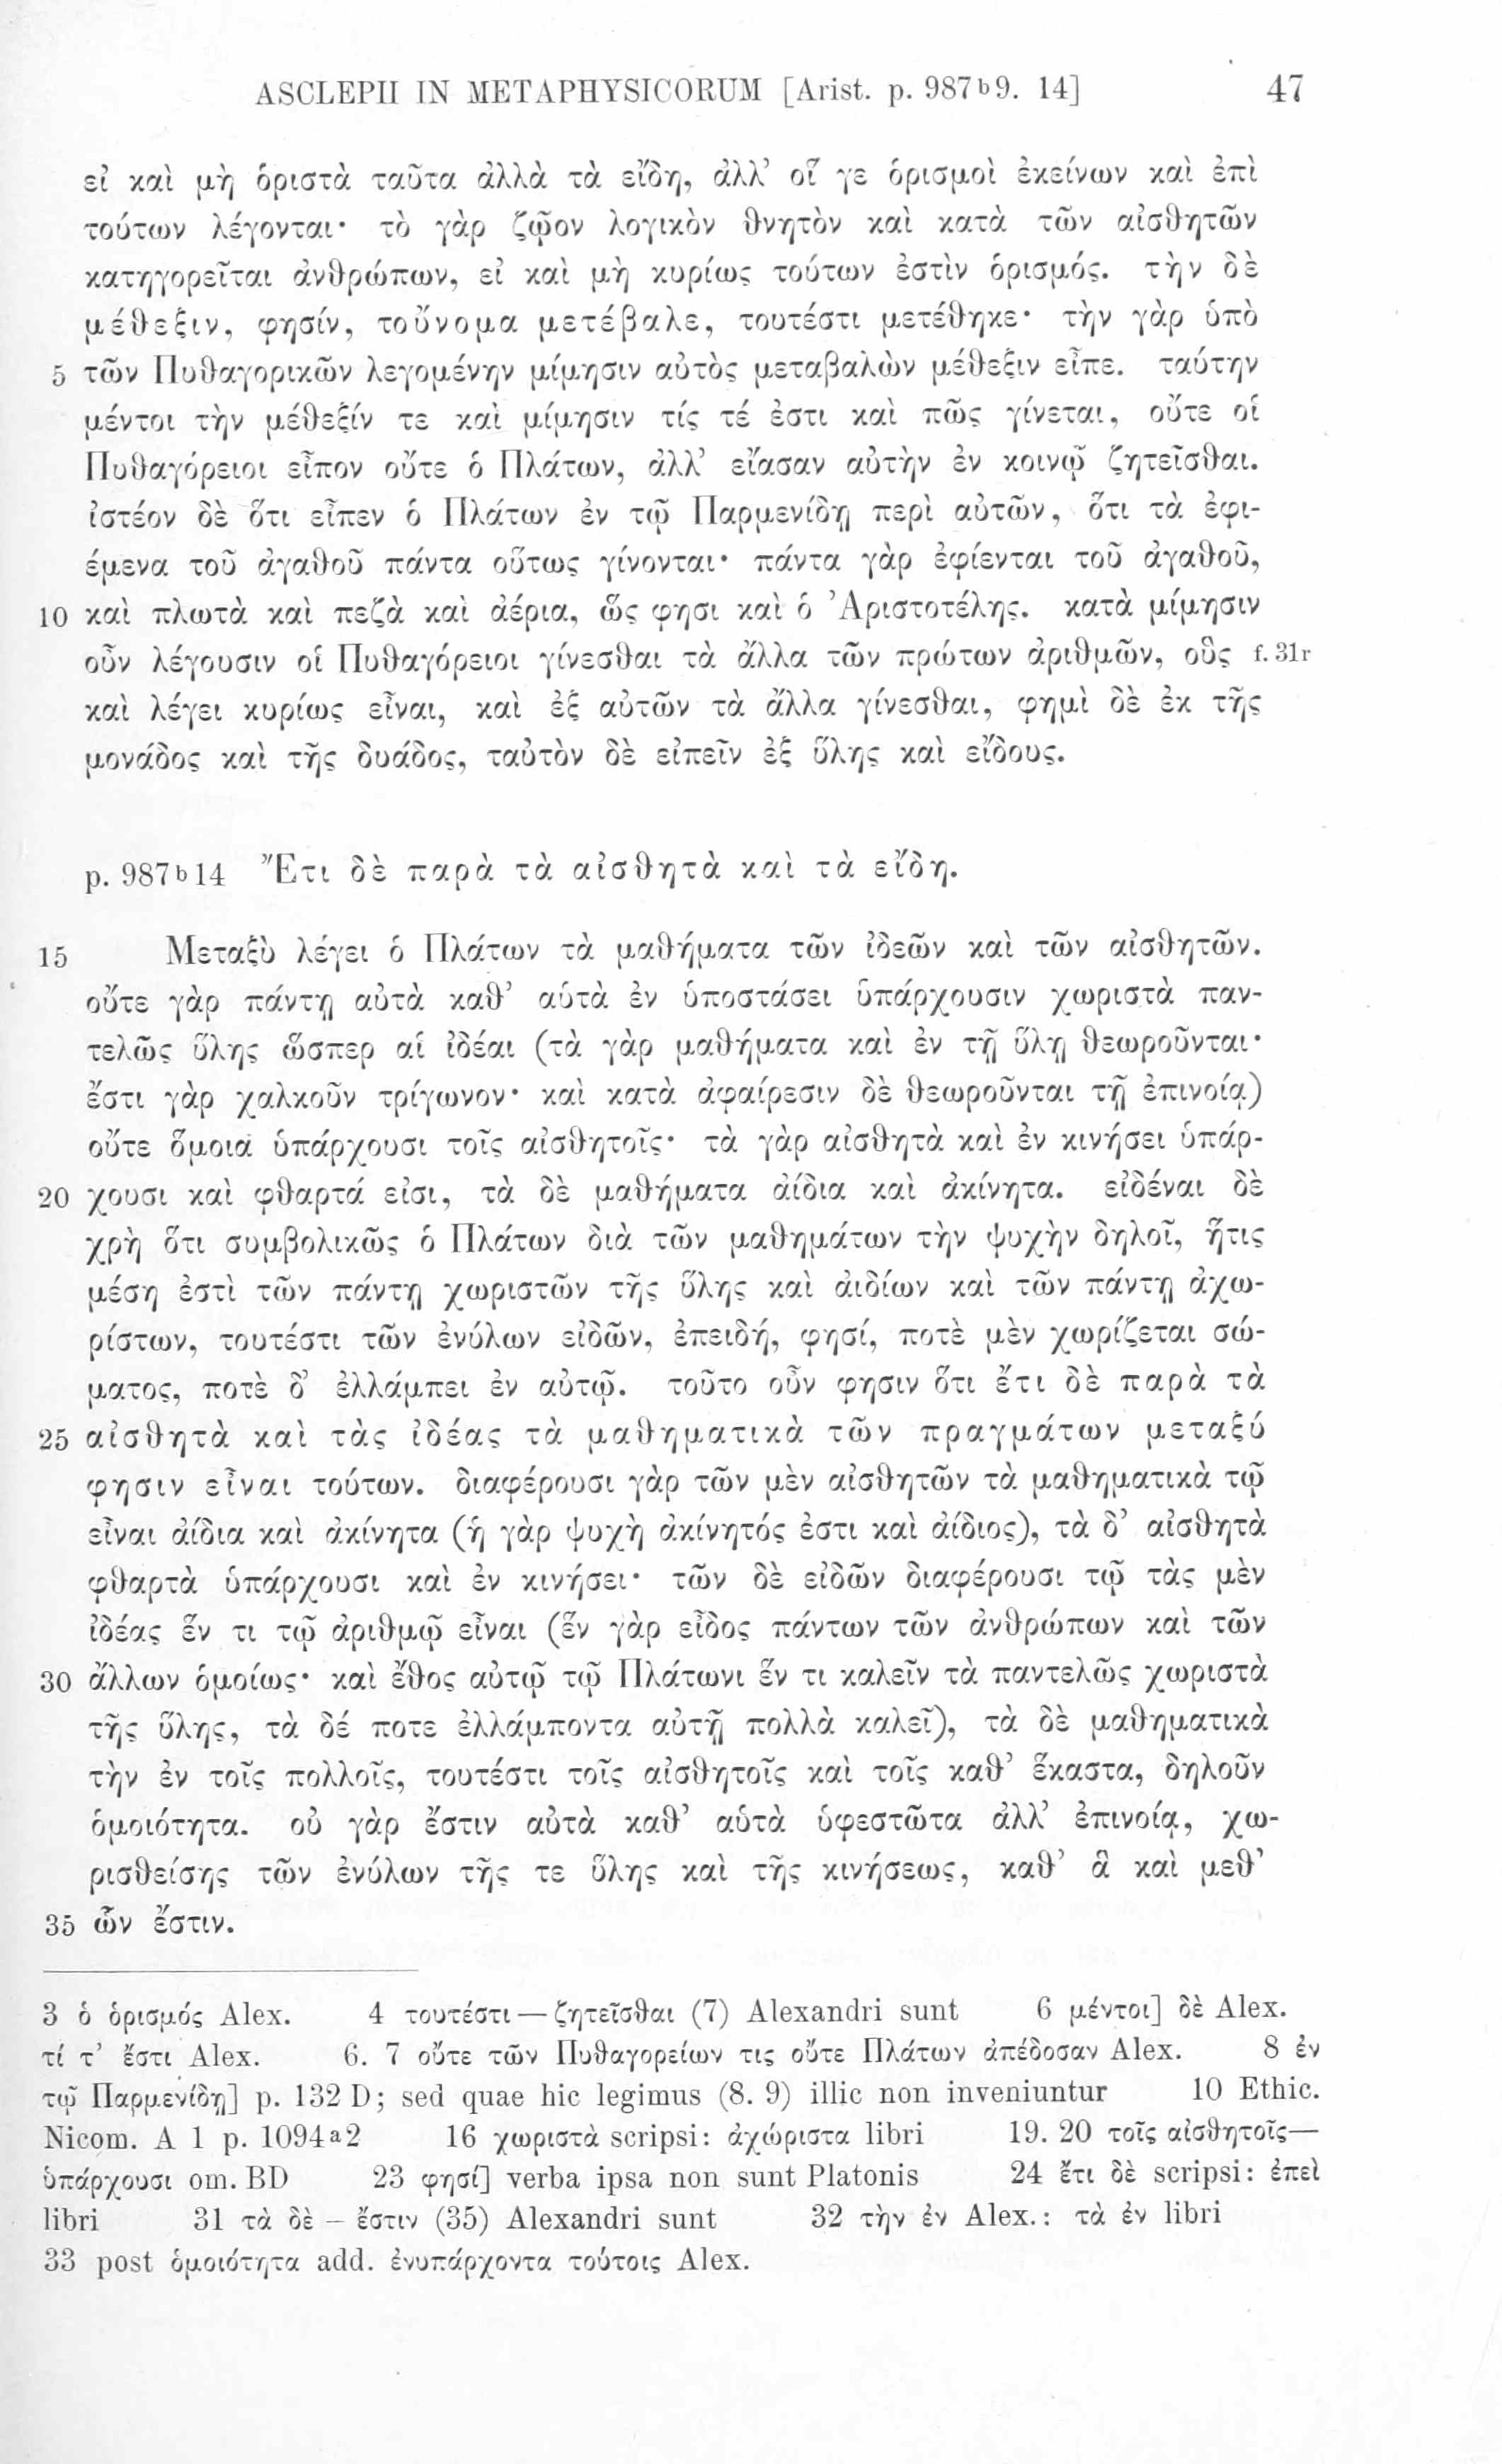 ASCLEPII IN METAPHYSICORUM [Arist. p. 987b9. 14] 47
εἰ καὶ μὴ ὁριστὰ ταῦτα ἀλλὰ τὰ εἴδη, ἀλλ’ οἵ γε ὁρισμοὶ ἐκείνων καὶ ἐπὶ
τούτων λέγονται· τὸ γὰρ ζῷον λογικὸν θνητὸν καὶ κατὰ τῶν αἰσθητῶν
κατηγορεῖται ἀνθρώπων, εἰ καὶ μὴ κυρίως τούτων ἐστὶν ὁρισμός. τὴν δὲ
μέθεξιν, φησίν, τοὔνομα μετέβαλε, τουτέστι μετέθηκε· τὴν γὰρ ὑπὸ
5 τῶν Πυθαγορικῶν λεγομένην μίμησιν αὐτὸς μεταβαλὼν μέθεξιν εἶπε. ταύτην
μέντοι τὴν μέθεξίν τε καὶ μίμησιν τίς τέ ἐστι καὶ πῶς γίνεται, οὔτε οἱ
Πυθαγόρειοι εἶπον οὔτε ὁ Πλάτων, ἀλλ’ εἴασαν αὐτὴν ἐν κοινῷ ζητεῖσθαι.
ἰστέον δὲ ὅτι εἶπεν ὁ Πλάτων ἐν τῷ Παρμενίδῃ περὶ αὐτῶν, ὅτι τὰ ἐφι-
έμενα τοῦ ἀγαθοῦ πάντα οὕτως γίνονται· πάντα γὰρ ἐφίενται τοῦ ἀγαθοῦ,
10 καὶ πλωτὰ καὶ πεζὰ καὶ ἀέρια, ὥς φησι καὶ ὁ Ἀριστοτέλης. κατὰ μίμησιν
οὖν λέγουσιν οἱ Πυθαγόρειοι γίνεσθαι τὰ ἄλλα τῶν πρώτων ἀριθμῶν, οὓς f. 31r
καὶ λέγει κυρίως εἶναι, καὶ ἐξ αὐτῶν τὰ ἄλλα γίνεσθαι, φημὶ δὲ ἐκ τῆς
μονάδος καὶ τῆς δυάδος, ταὐτὸν δὲ εἰπεῖν ἐξ ὕλης καὶ εἴδους.
p. 987b14 Ἔτι δὲ παρὰ τὰ αἰσθητὰ καὶ τὰ εἴδη.
15 Μεταξὺ λέγει ὁ Πλάτων τὰ μαθήματα τῶν ἰδεῶν καὶ τῶν αἰσθητῶν.
οὔτε γὰρ πάντῃ αὐτὰ καθ’ αὑτὰ ἐν ὑποστάσει ὑπάρχουσιν χωριστὰ παν-
τελῶς ὕλης ὥσπερ αἱ ἰδέαι (τὰ γὰρ μαθήματα καὶ ἐν τῇ ὕλῃ θεωροῦνται·
ἔστι γὰρ χαλκοῦν τρίγωνον· καὶ κατὰ ἀφαίρεσιν δὲ θεωροῦνται τῇ ἐπινοίᾳ)
οὔτε ὅμοια ὑπάρχουσι τοῖς αἰσθητοῖς· τὰ γὰρ αἰσθητὰ καὶ ἐν κινήσει ὑπάρ-
20 χουσι καὶ φθαρτά εἰσι, τὰ δὲ μαθήματα ἀίδια καὶ ἀκίνητα. εἰδέναι δὲ
χρὴ ὅτι συμβολικῶς ὁ Πλάτων διὰ τῶν μαθημάτων τὴν ψυχὴν δηλοῖ, ἥτις
μέση ἐστὶ τῶν πάντῃ χωριστῶν τῆς ὕλης καὶ ἀιδίων καὶ τῶν πάντῃ ἀχω-
ρίστων, τουτέστι τῶν ἐνύλων εἰδῶν, ἐπειδή, φησί, ποτὲ μὲν χωρίζεται σώ-
ματος, ποτὲ δ’ ἐλλάμπει ἐν αὐτῷ. τοῦτο οὖν φησιν ὅτι ἔτι δὲ παρὰ τὰ
25 αἰσθητὰ καὶ τὰς ἰδέας τὰ μαθηματικὰ τῶν πραγμάτων μεταξύ
φησιν εἶναι τούτων. διαφέρουσι γὰρ τῶν μὲν αἰσθητῶν τὰ μαθηματικὰ τῷ
εἶναι ἀίδια καὶ ἀκίνητα (ἡ γὰρ ψυχὴ ἀκίνητός ἐστι καὶ ἀίδιος), τὰ δ’ αἰσθητὰ
φθαρτὰ ὑπάρχουσι καὶ ἐν κινήσει· τῶν δὲ εἰδῶν διαφέρουσι τῷ τὰς μὲν
ἰδέας ἕν τι τῷ ἀριθμῷ εἶναι (ἓν γὰρ εἶδος πάντων τῶν ἀνθρώπων καὶ τῶν
30 ἄλλων ὁμοίως· καὶ ἔθος αὐτῷ τῷ Πλάτωνι ἕν τι καλεῖν τὰ παντελῶς χωριστὰ
τῆς ὕλης, τὰ δέ ποτε ἐλλάμποντα αὐτῇ πολλὰ καλεῖ), τὰ δὲ μαθηματικὰ
τὴν ἐν τοῖς πολλοῖς, τουτέστι τοῖς αἰσθητοῖς καὶ τοῖς καθ’ ἕκαστα, δηλοῦν
ὁμοιότητα. οὐ γὰρ ἔστιν αὐτὰ καθ’ αὑτὰ ὑφεστῶτα ἀλλ’ ἐπινοίᾳ, χω-
ρισθείσης τῶν ἐνύλων τῆς τε ὕλης καὶ τῆς κινήσεως, καθ’ ἃ καὶ μεθ’
35 ὧν ἔστιν.
3 ὁ ὁρισμός Alex. 4 τουτέστι — ζητεῖσθαι (7) Alexandri sunt 6 μέντοι] δὲ Alex.
τί τ’ ἔστι Alex. 6. 7 οὔτε τῶν Πυθαγορείων τις οὔτε Πλάτων ἀπέδοσαν Alex. 8 ἐν
τῷ Παρμενίδῃ] p. 132 D; sed quae hic legimus (8. 9) illic non inveniuntur 10 Ethic.
Nicom. A 1 p. 1094a2 16 χωριστὰ scripsi: ἀχώριστα libri 19. 20 τοῖς αἰσθητοῖς—
ὑπάρχουσι om. BD 23 φησί] verba ipsa non sunt Platonis 24 ἔτι δὲ scripsi: ἐπεὶ
libri 31 τὰ δὲ — ἔστιν (35) Alexandri sunt 32 τὴν ἐν Alex.: τὰ ἐν libri
33 post ὁμοιότητα add. ἐνυπάρχοντα τούτοις Alex.